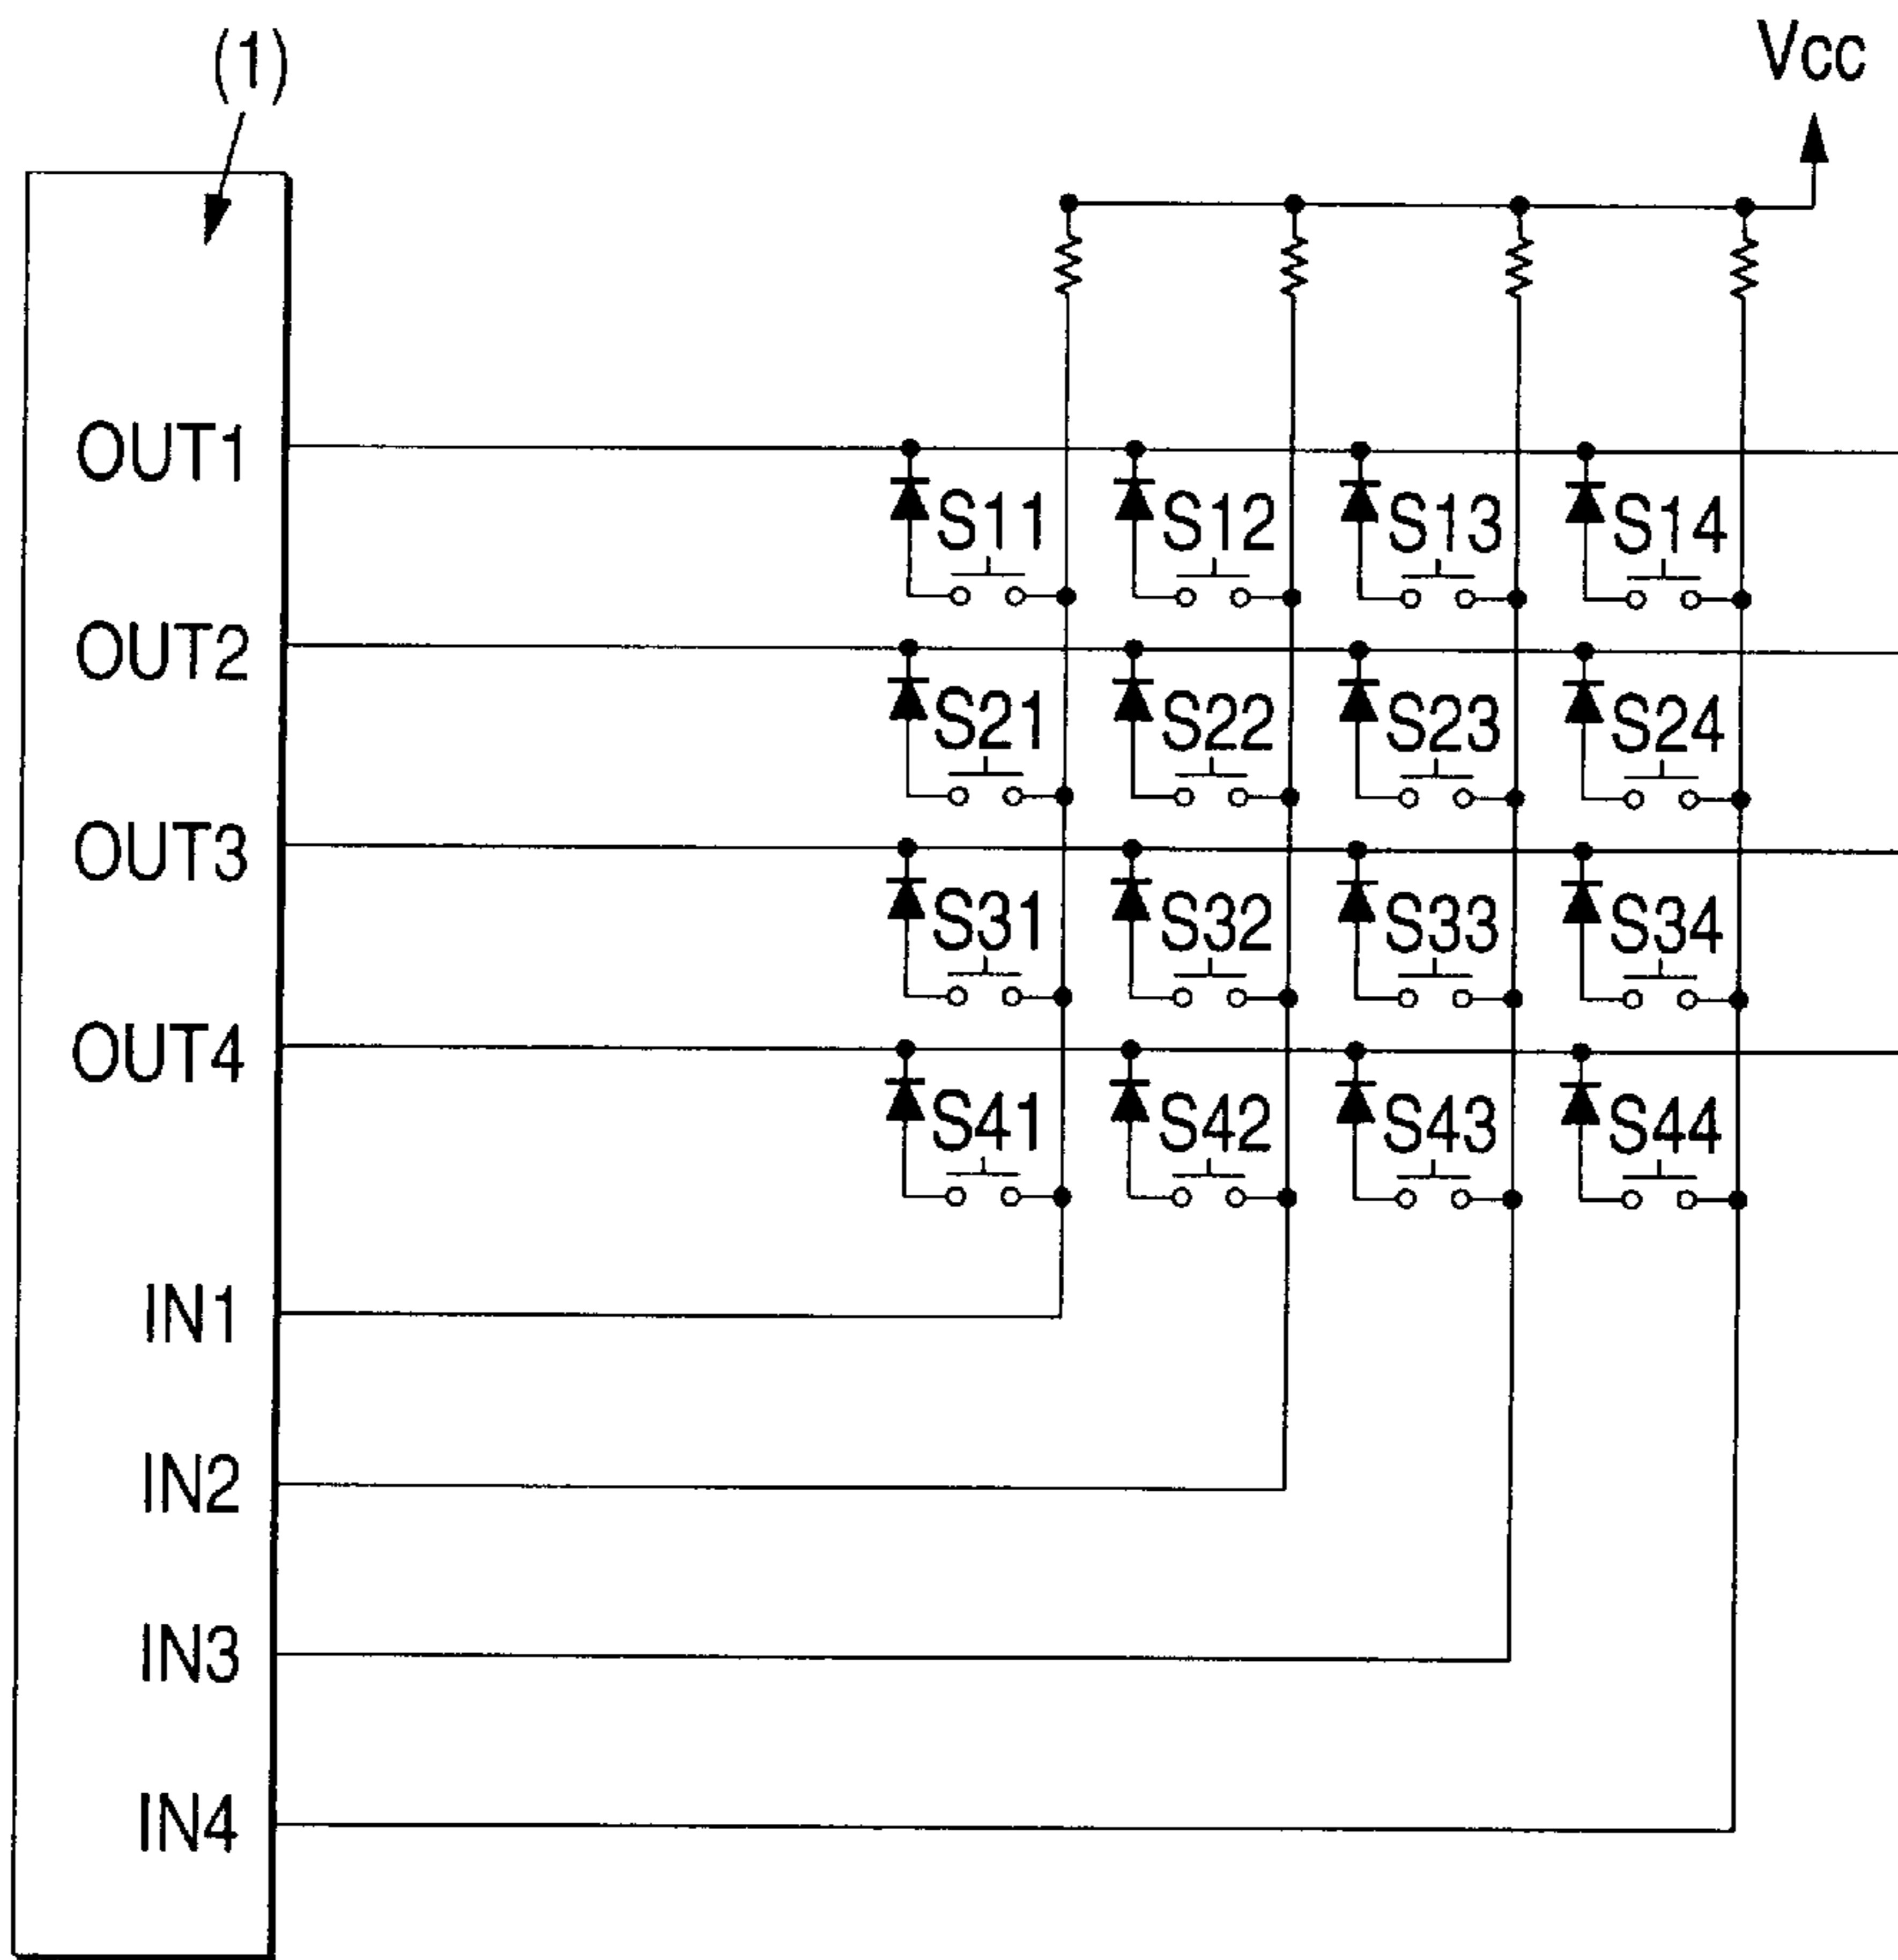 (1)
Vcc
OUT1
S11 S12 S13 S14
OUT2
S21 S22 S23 S24
OUT3
S31 S32 S33 S34
OUT4
S41 S42 S43 S44
IN1
IN2
IN3
IN4